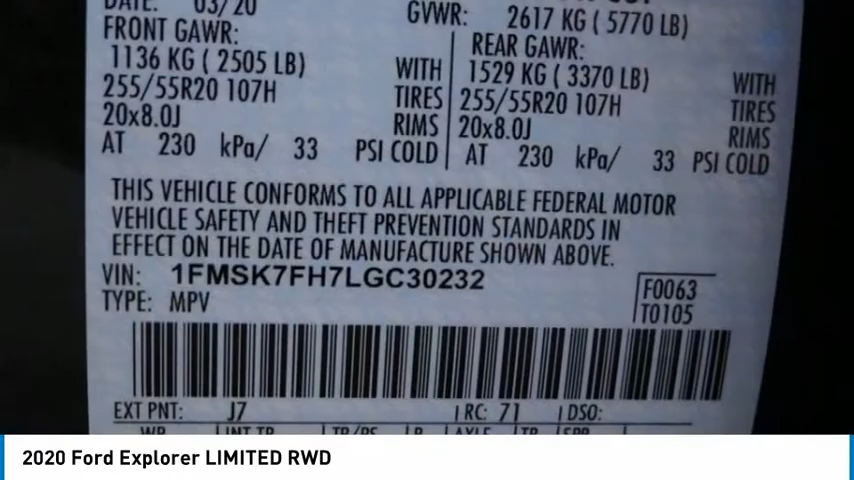 DATE: 03/20
GVWR: 2617 KG ( 5770 LB)
FRONT GAWR: REAR GAWR:
1136 KG ( 2505 LB) WITH 1529 KG ( 3370 LB) WITH
255/55R20 107H TIRES 255/55R20 107H TIRES
20x8.0J RIMS 20x8.0J RIMS
AT 230 kPa/ 33 PSI COLD AT 230 kPa/ 33 PSI COLD
THIS VEHICLE CONFORMS TO ALL APPLICABLE FEDERAL MOTOR
VEHICLE SAFETY AND THEFT PREVENTION STANDARDS IN
EFFECT ON THE DATE OF MANUFACTURE SHOWN ABOVE.
VIN: 1FMSK7FH7LGC30232
TYPE: MPV
F0063
T0105
EXT PNT: J7 RC: 71 DSO:
2020 Ford Explorer LIMITED RWD